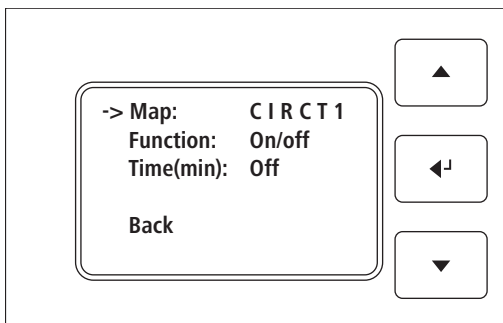 -> Map: C I R C T 1
Function: On/off
Time(min): Off
Back